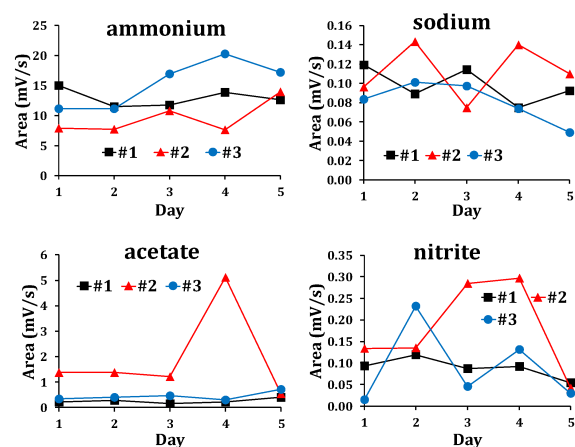 ammonium
25
20
15
10
5
0
Area (mV/s)
#1 #2 #3
1 2 3 4 5
Day
sodium
0.16
0.14
0.12
0.10
0.08
0.06
0.04
0.02
0.00
Area (mV/s)
#1 #2 #3
1 2 3 4 5
Day
acetate
6
5
4
3
2
1
0
Area (mV/s)
#1 #2 #3
1 2 3 4 5
Day
nitrite
0.35
0.30
0.25
0.20
0.15
0.10
0.05
0.00
Area (mV/s)
#1 #2
#3
1 2 3 4 5
Day